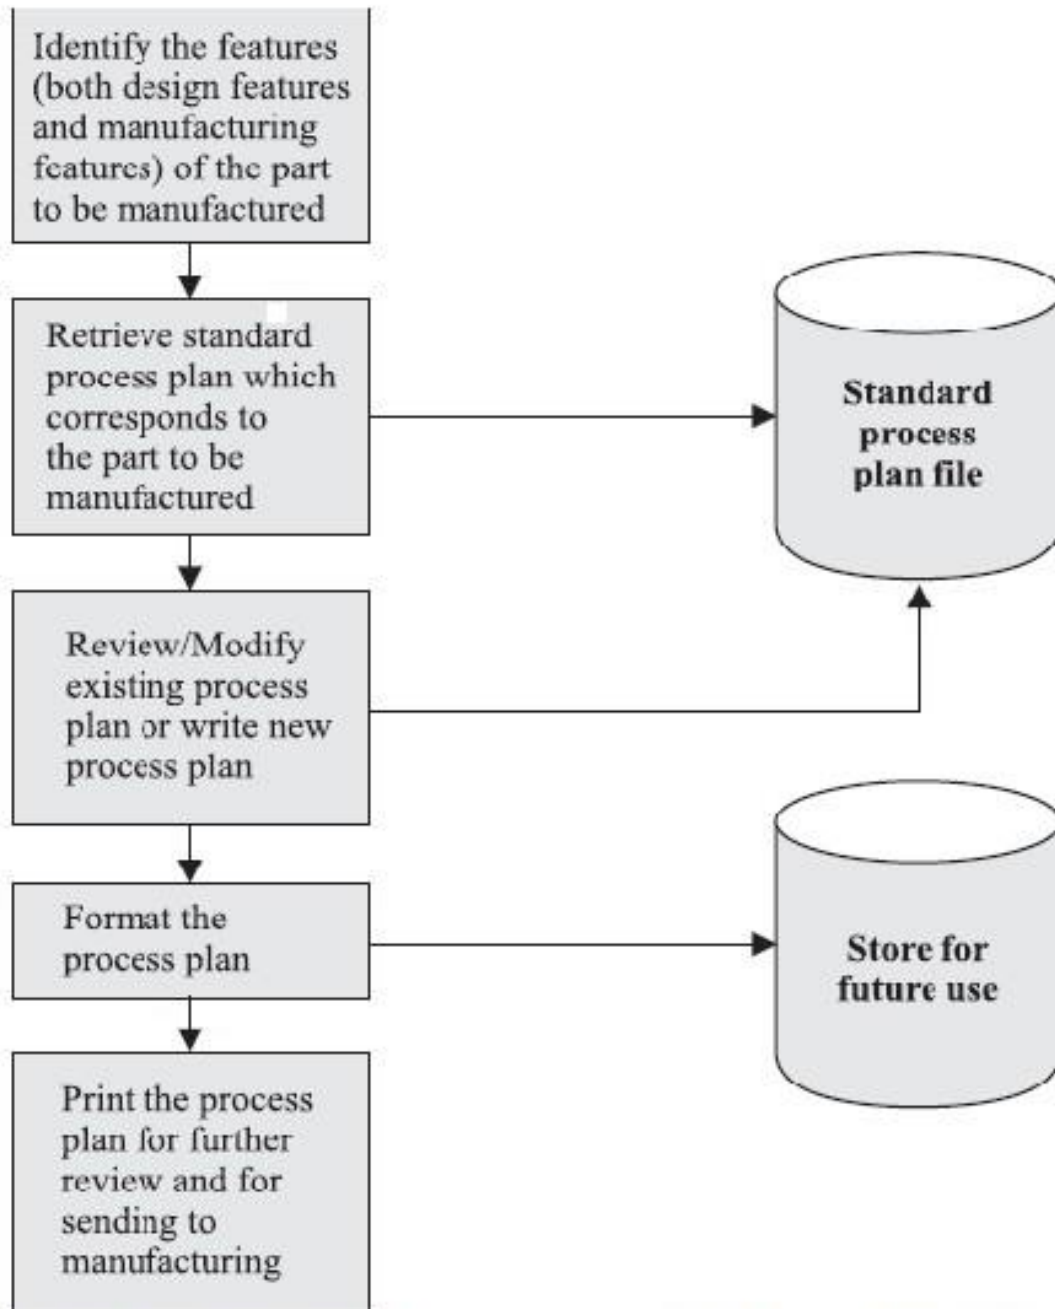 Identify the features
(both design features
and manufacturing
features) of the part
to be manufactured
Retrieve standard
process plan which
corresponds to
the part to be
manufactured
Standard
process
plan file
Review/Modify
existing process
plan or write new
process plan
Format the
process plan
Store for
future use
Print the process
plan for further
review and for
sending to
manufacturing